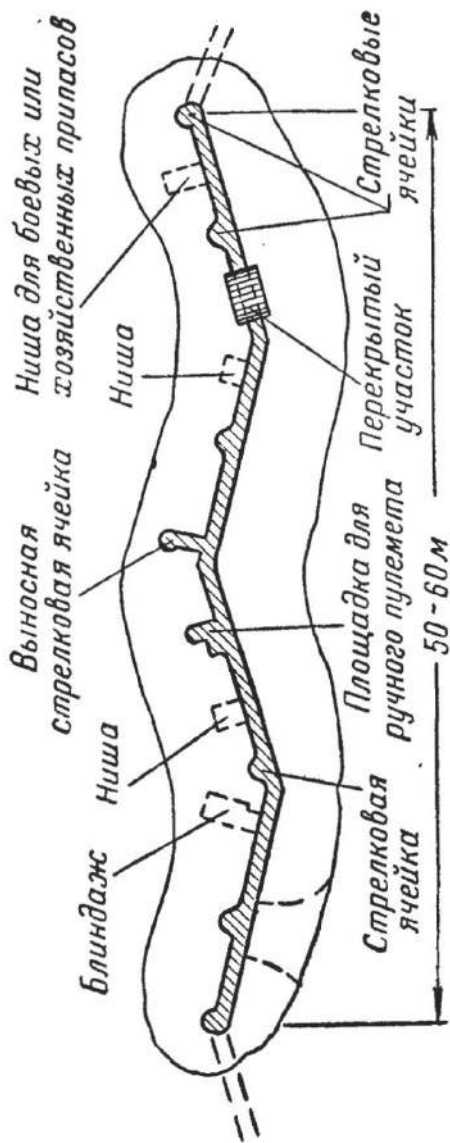 Блиндаж
Ниша
Выносная
стрелковая ячейка
Ниша
Ниша для боевых или
хозяйственных припасов
Стрелковая
ячейка
Площадка для
ручного пулемета
Перекрытый
участок
Стрелковые
ячейки
50-60м